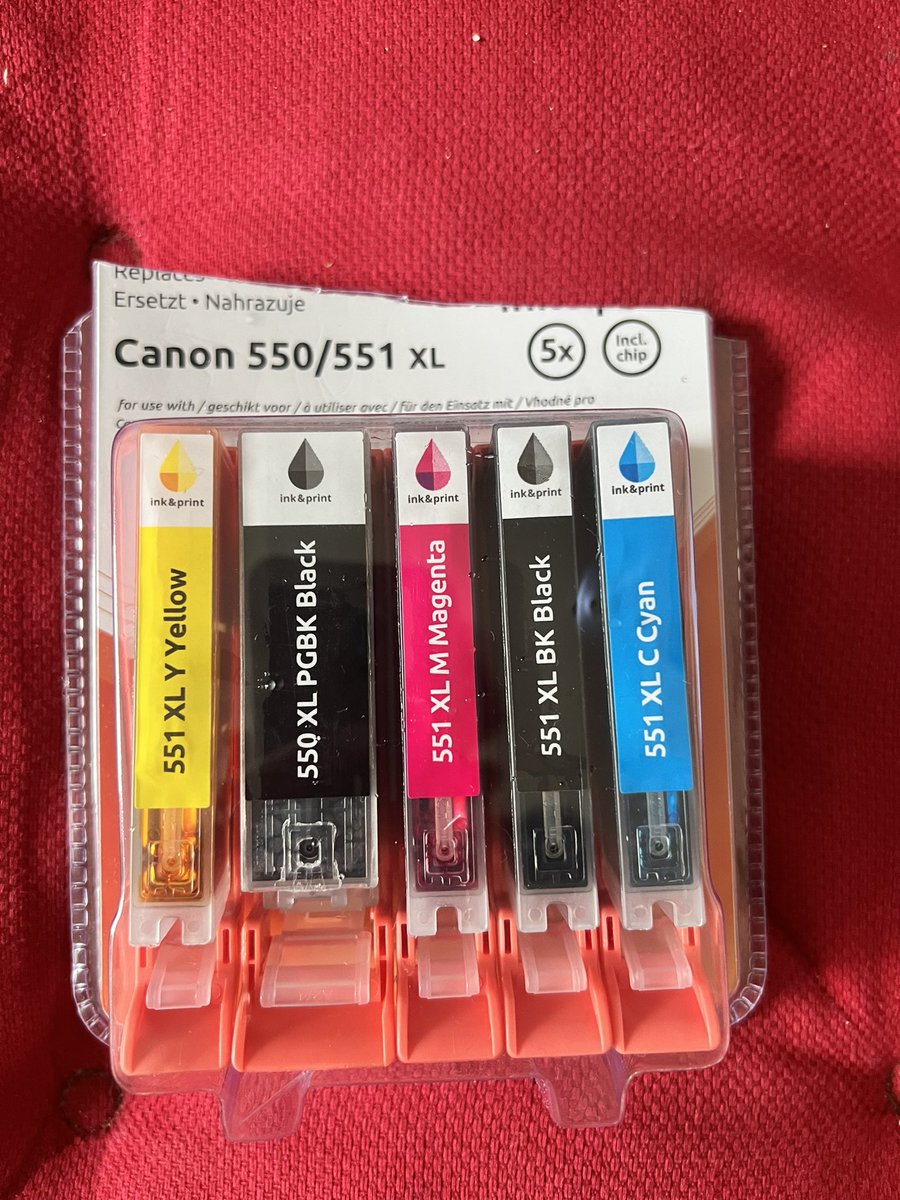 Replaces
Ersetzt • Nahrazuje
Canon 550/551 XL
5x
Incl.
chip
for use with / geschikt voor / à utiliser avec / für den Einsatz mit / Vhodné pro
ink&print
551 XL Y Yellow
ink&print
550 XL PGBK Black
ink&print
551 XL M Magenta
ink&print
551 XL BK Black
ink&print
551 XL C Cyan